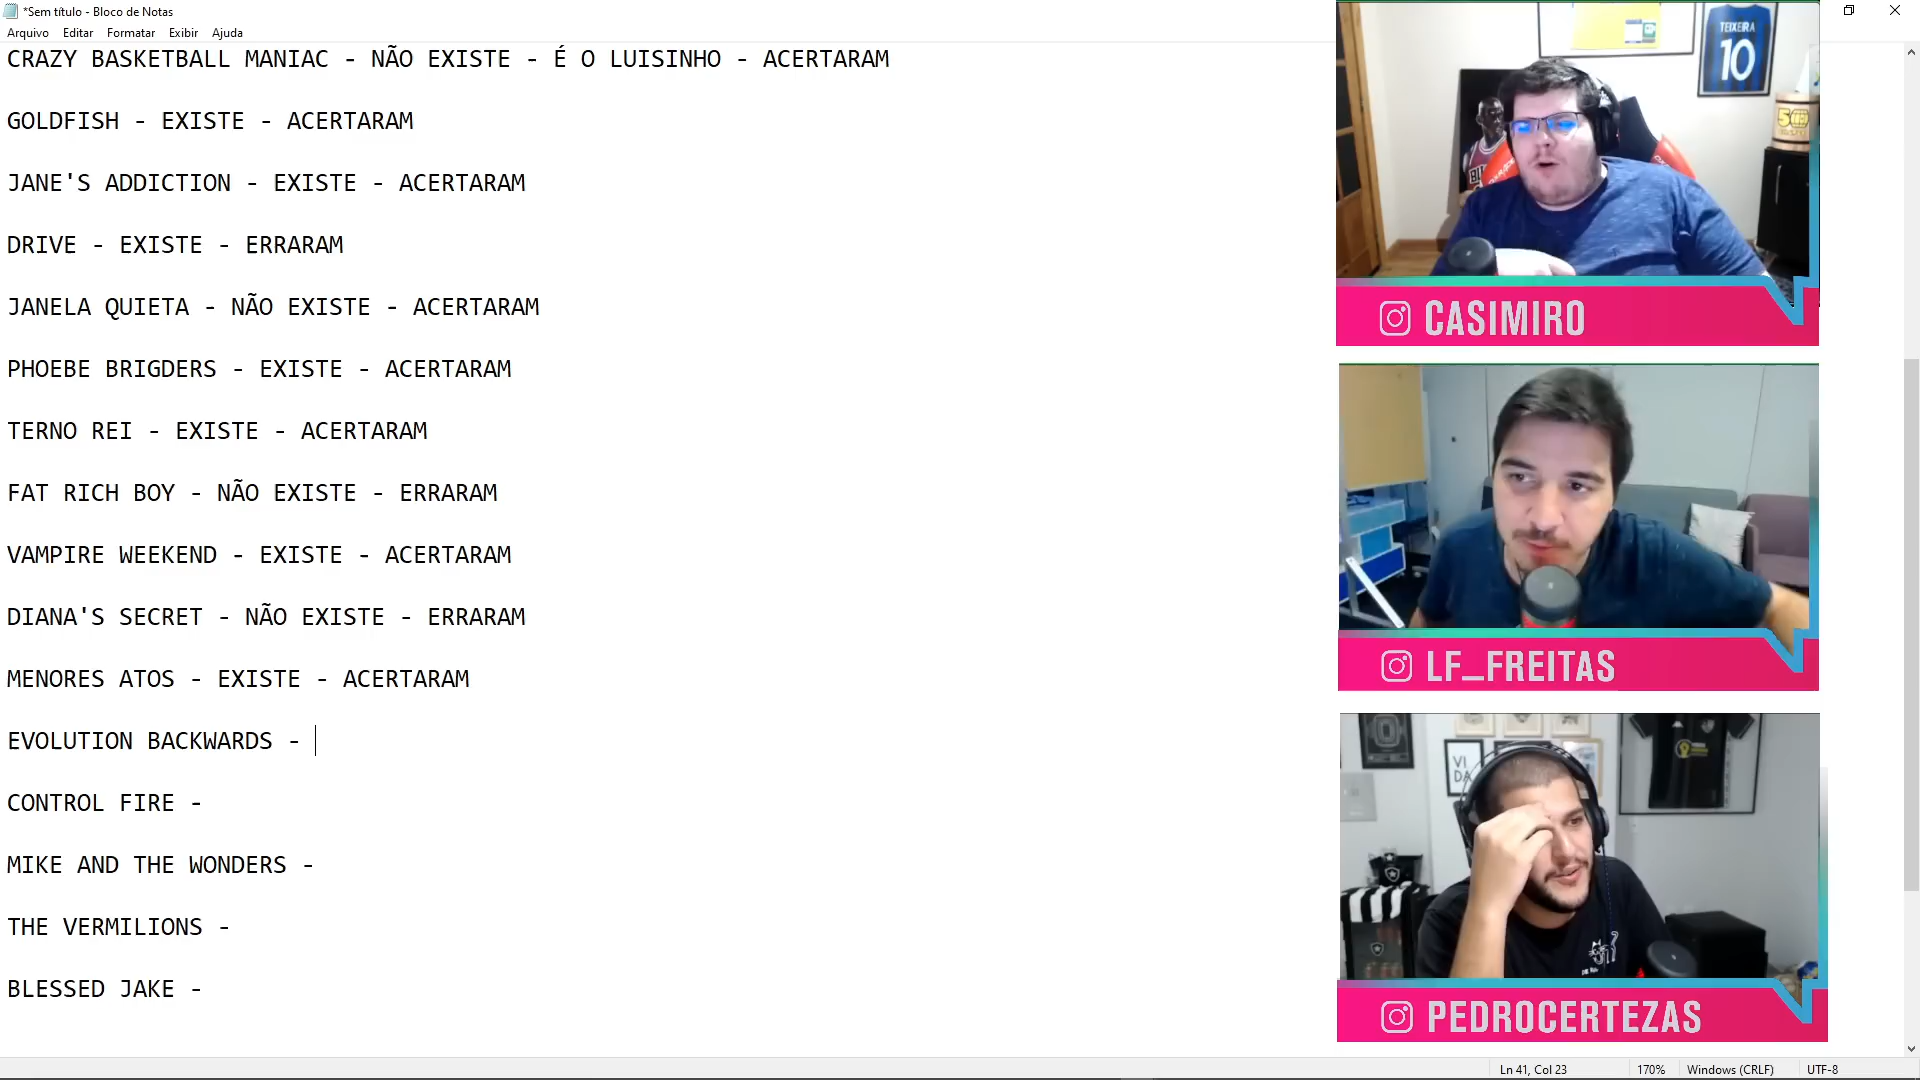 *Sem título - Bloco de Notas
Arquivo Editar Formatar Exibir Ajuda
CRAZY BASKETBALL MANIAC - NÃO EXISTE - É O LUISINHO - ACERTARAM
GOLDFISH - EXISTE - ACERTARAM
JANE'S ADDICTION - EXISTE - ACERTARAM
DRIVE - EXISTE - ERRARAM
JANELA QUIETA - NÃO EXISTE - ACERTARAM
PHOEBE BRIGDERS - EXISTE - ACERTARAM
TERNO REI - EXISTE - ACERTARAM
FAT RICH BOY - NÃO EXISTE - ERRARAM
VAMPIRE WEEKEND - EXISTE - ACERTARAM
DIANA'S SECRET - NÃO EXISTE - ERRARAM
MENORES ATOS - EXISTE - ACERTARAM
EVOLUTION BACKWARDS -
CONTROL FIRE -
MIKE AND THE WONDERS -
THE VERMILIONS -
BLESSED JAKE -
TEIXEIRA
10
50
CASIMIRO
LF_FREITAS
VI
DA
PEDROCERTEZAS
Ln 41, Col 23 170% Windows (CRLF) UTF-8